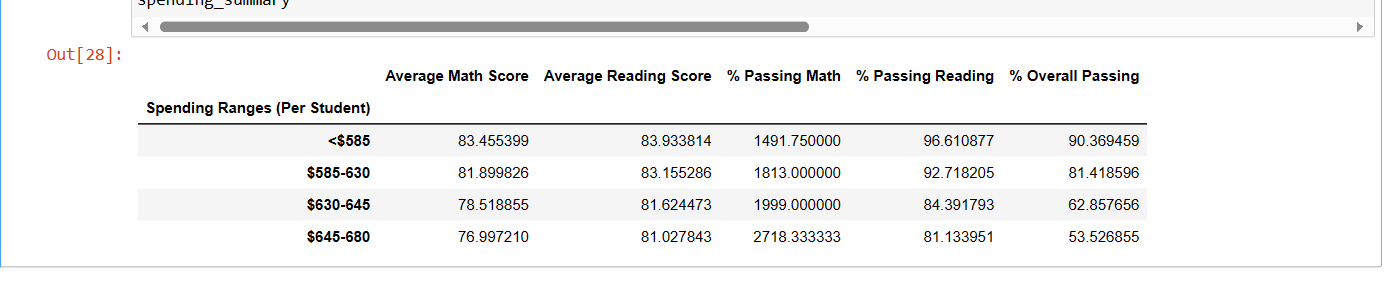 spending_summary
Out[28]:
Average Math Score Average Reading Score % Passing Math % Passing Reading % Overall Passing
Spending Ranges (Per Student)
<$585 83.455399 83.933814 1491.750000 96.610877 90.369459
$585-630 81.899826 83.155286 1813.000000 92.718205 81.418596
$630-645 78.518855 81.624473 1999.000000 84.391793 62.857656
$645-680 76.997210 81.027843 2718.333333 81.133951 53.526855